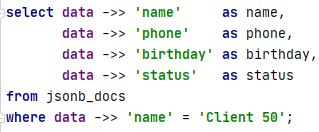 select data ->> 'name'     as name,
       data ->> 'phone'    as phone,
       data ->> 'birthday' as birthday,
       data ->> 'status'   as status
from jsonb_docs
where data ->> 'name' = 'Client 50';